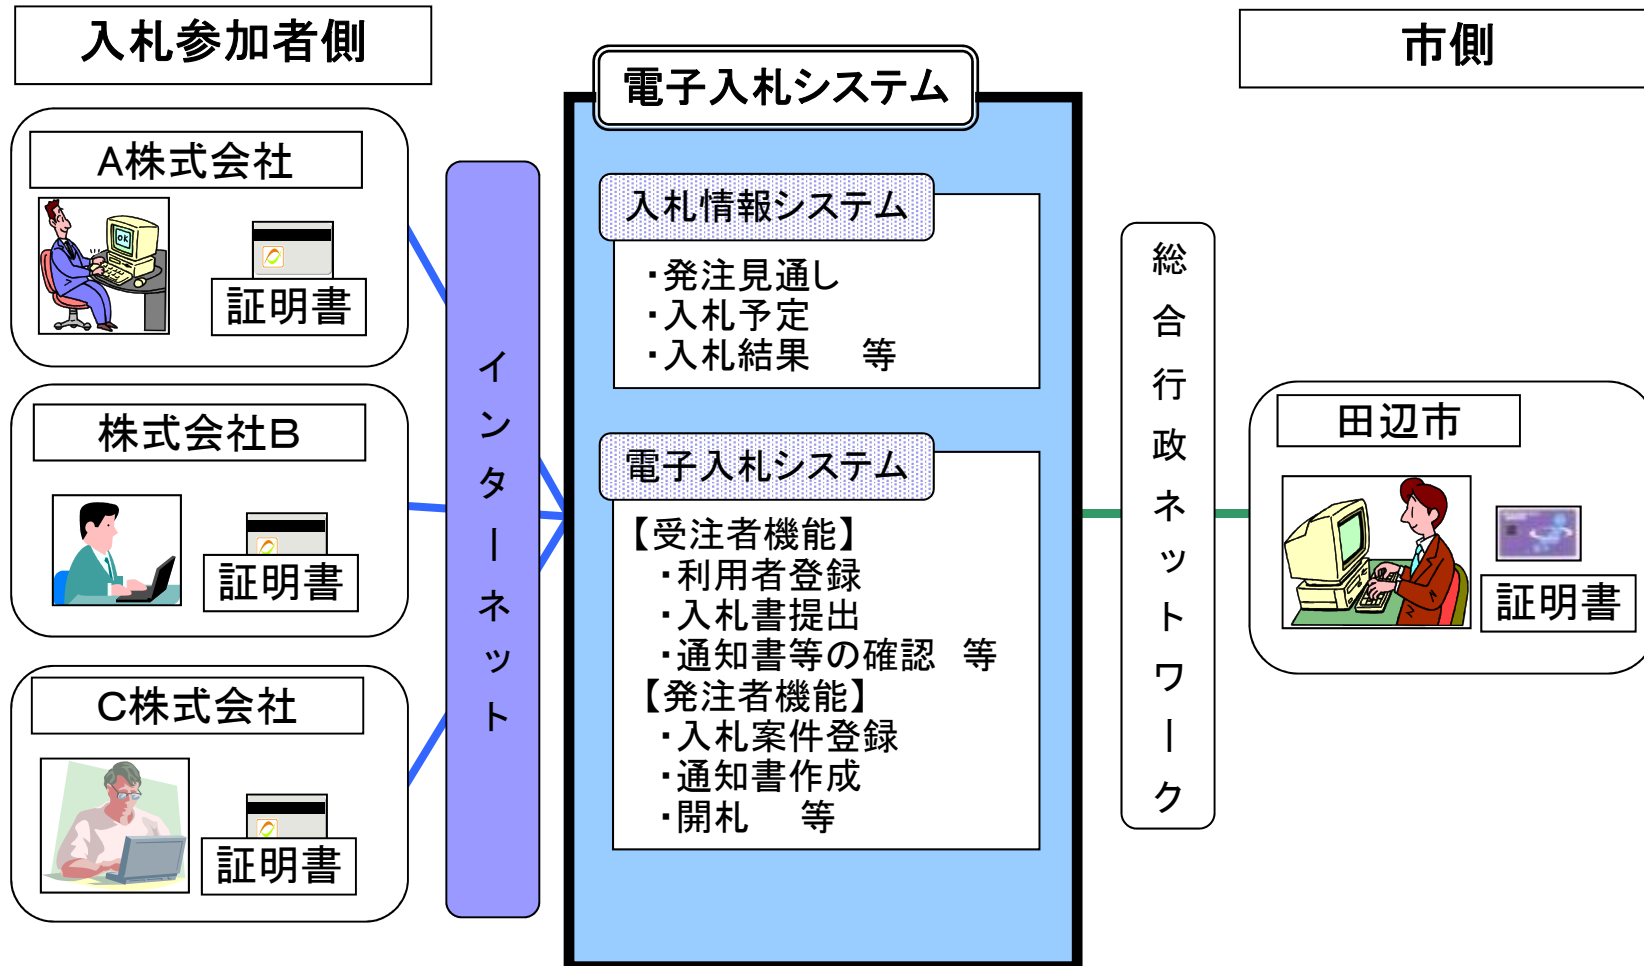 入札参加者側
A株式会社
証明書
株式会社B
証明書
C株式会社
証明書
インターネット
電子入札システム
入札情報システム
・発注見通し
・入札予定
・入札結果　等
電子入札システム
【受注者機能】
・利用者登録
・入札書提出
・通知書等の確認　等
【発注者機能】
・入札案件登録
・通知書作成
・開札　等
総合行政ネットワーク
市側
田辺市
証明書
OK